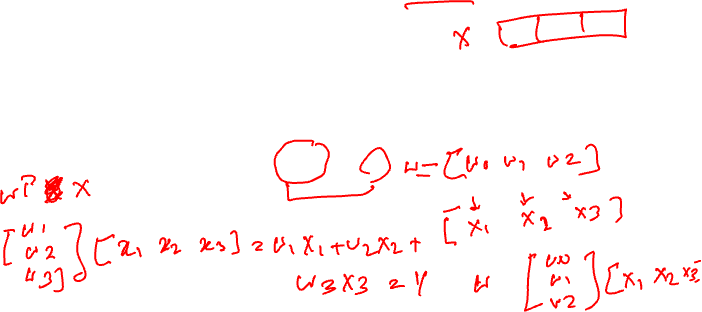 x
w = [w0 w1 w2]
wT x
[x1 x2 x3]
[w1 w2 w3] [x1 x2 x3] = w1x1 + w2x2 +
w3x3 = y
w [w0 w1 w2] [x1 x2 x3